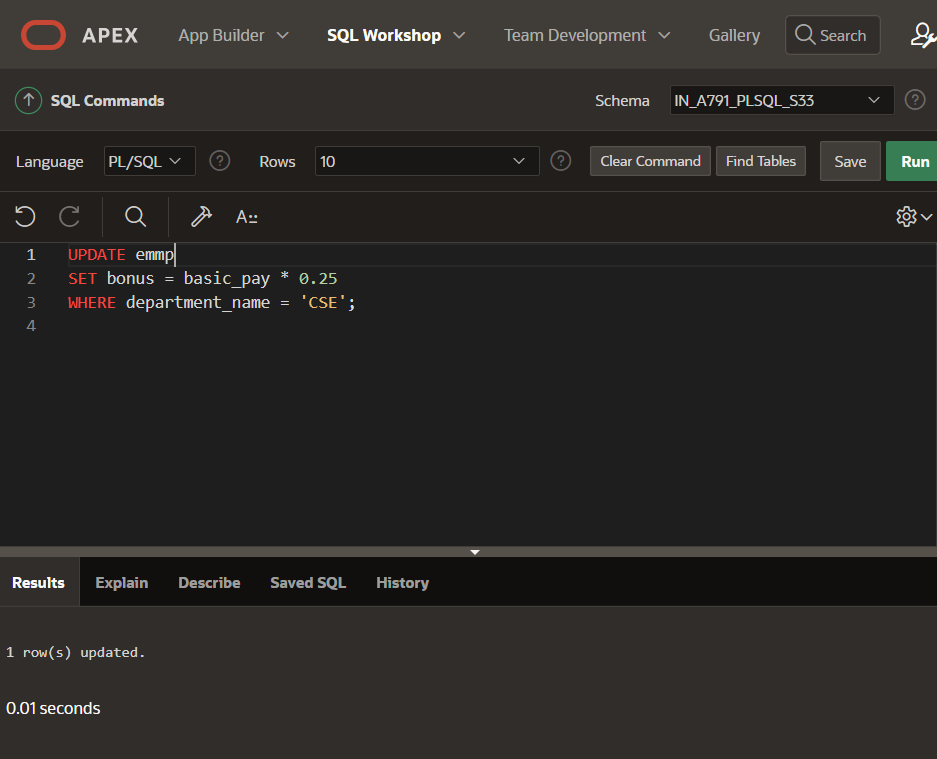 APEX App Builder SQL Workshop Team Development Gallery Search
SQL Commands Schema IN_A791_PLSQL_S33 ?
Language PL/SQL ? Rows 10 ? Clear Command Find Tables Save Run
A::
1 UPDATE emmp
2 SET bonus = basic_pay * 0.25
3 WHERE department_name = 'CSE';
4
Results Explain Describe Saved SQL History
1 row(s) updated.
0.01 seconds